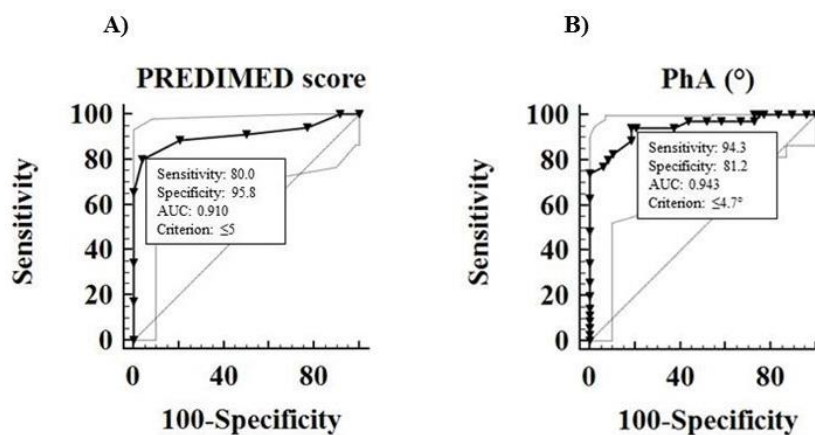 A)
PREDIMED score
Sensitivity
100
80
60
40
20
0
Sensitivity: 80.0
Specificity: 95.8
AUC: 0.910
Criterion: ≤5
0
40
80
100-Specificity
B)
PhA (°)
Sensitivity
100
80
60
40
20
0
Sensitivity: 94.3
Specificity: 81.2
AUC: 0.943
Criterion: ≤4.7°
0
40
80
100-Specificity